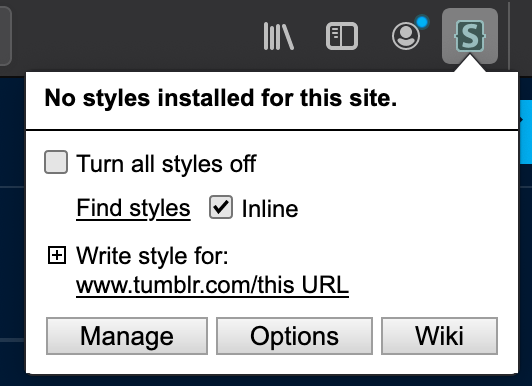 S
No styles installed for this site.
Turn all styles off
Find styles Inline
Write style for:
www.tumblr.com/this URL
Manage Options Wiki